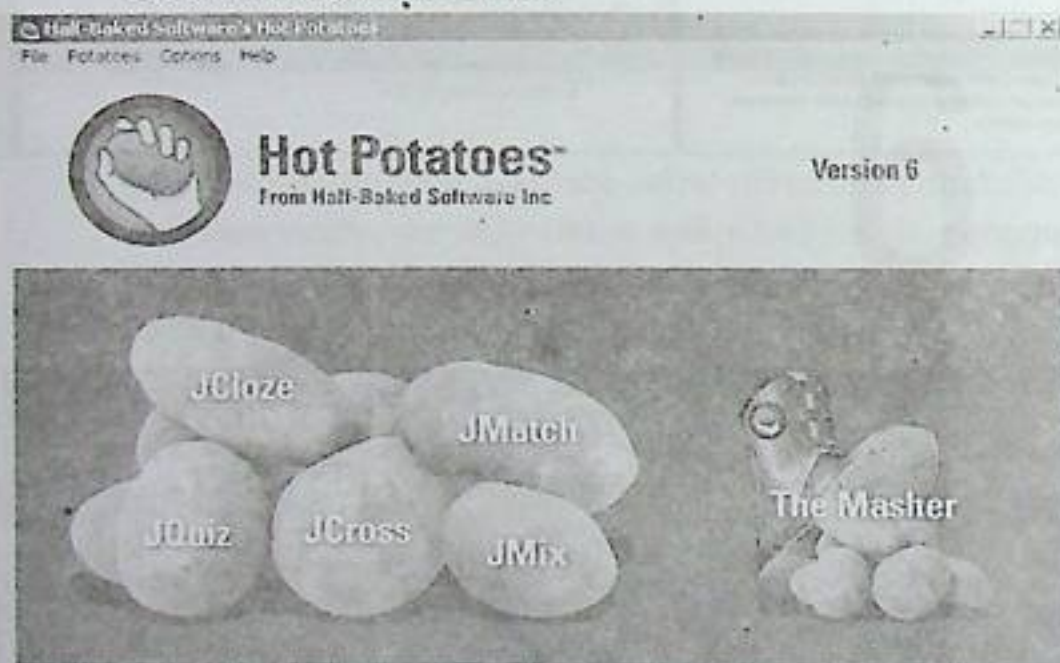 Half-Baked Software's Hot Potatoes
File Potatoes Options Help
Hot Potatoes™
From Half-Baked Software Inc
Version 6
JCloze
JMatch
JQuiz
JCross
JMix
The Masher